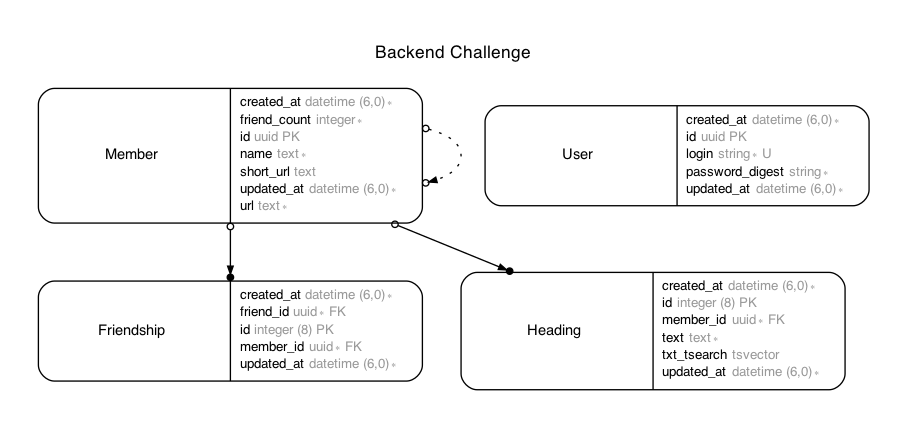 Backend Challenge
Member
created_at datetime (6,0)∗
friend_count integer∗
id uuid PK
name text∗
short_url text
updated_at datetime (6,0)∗
url text∗
User
created_at datetime (6,0)∗
id uuid PK
login string∗ U
password_digest string∗
updated_at datetime (6,0)∗
Friendship
created_at datetime (6,0)∗
friend_id uuid∗ FK
id integer (8) PK
member_id uuid∗ FK
updated_at datetime (6,0)∗
Heading
created_at datetime (6,0)∗
id integer (8) PK
member_id uuid∗ FK
text text∗
txt_tsearch tsvector
updated_at datetime (6,0)∗